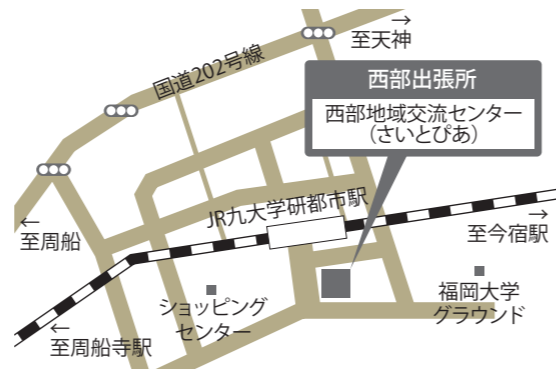 →
至天神
国道202号線
西部出張所
西部地域交流センター
(さいとぴあ)
←
至周船
JR九大学研都市駅
→
至今宿駅
ショッピング
センター
福岡大学
グラウンド
←
至周船寺駅